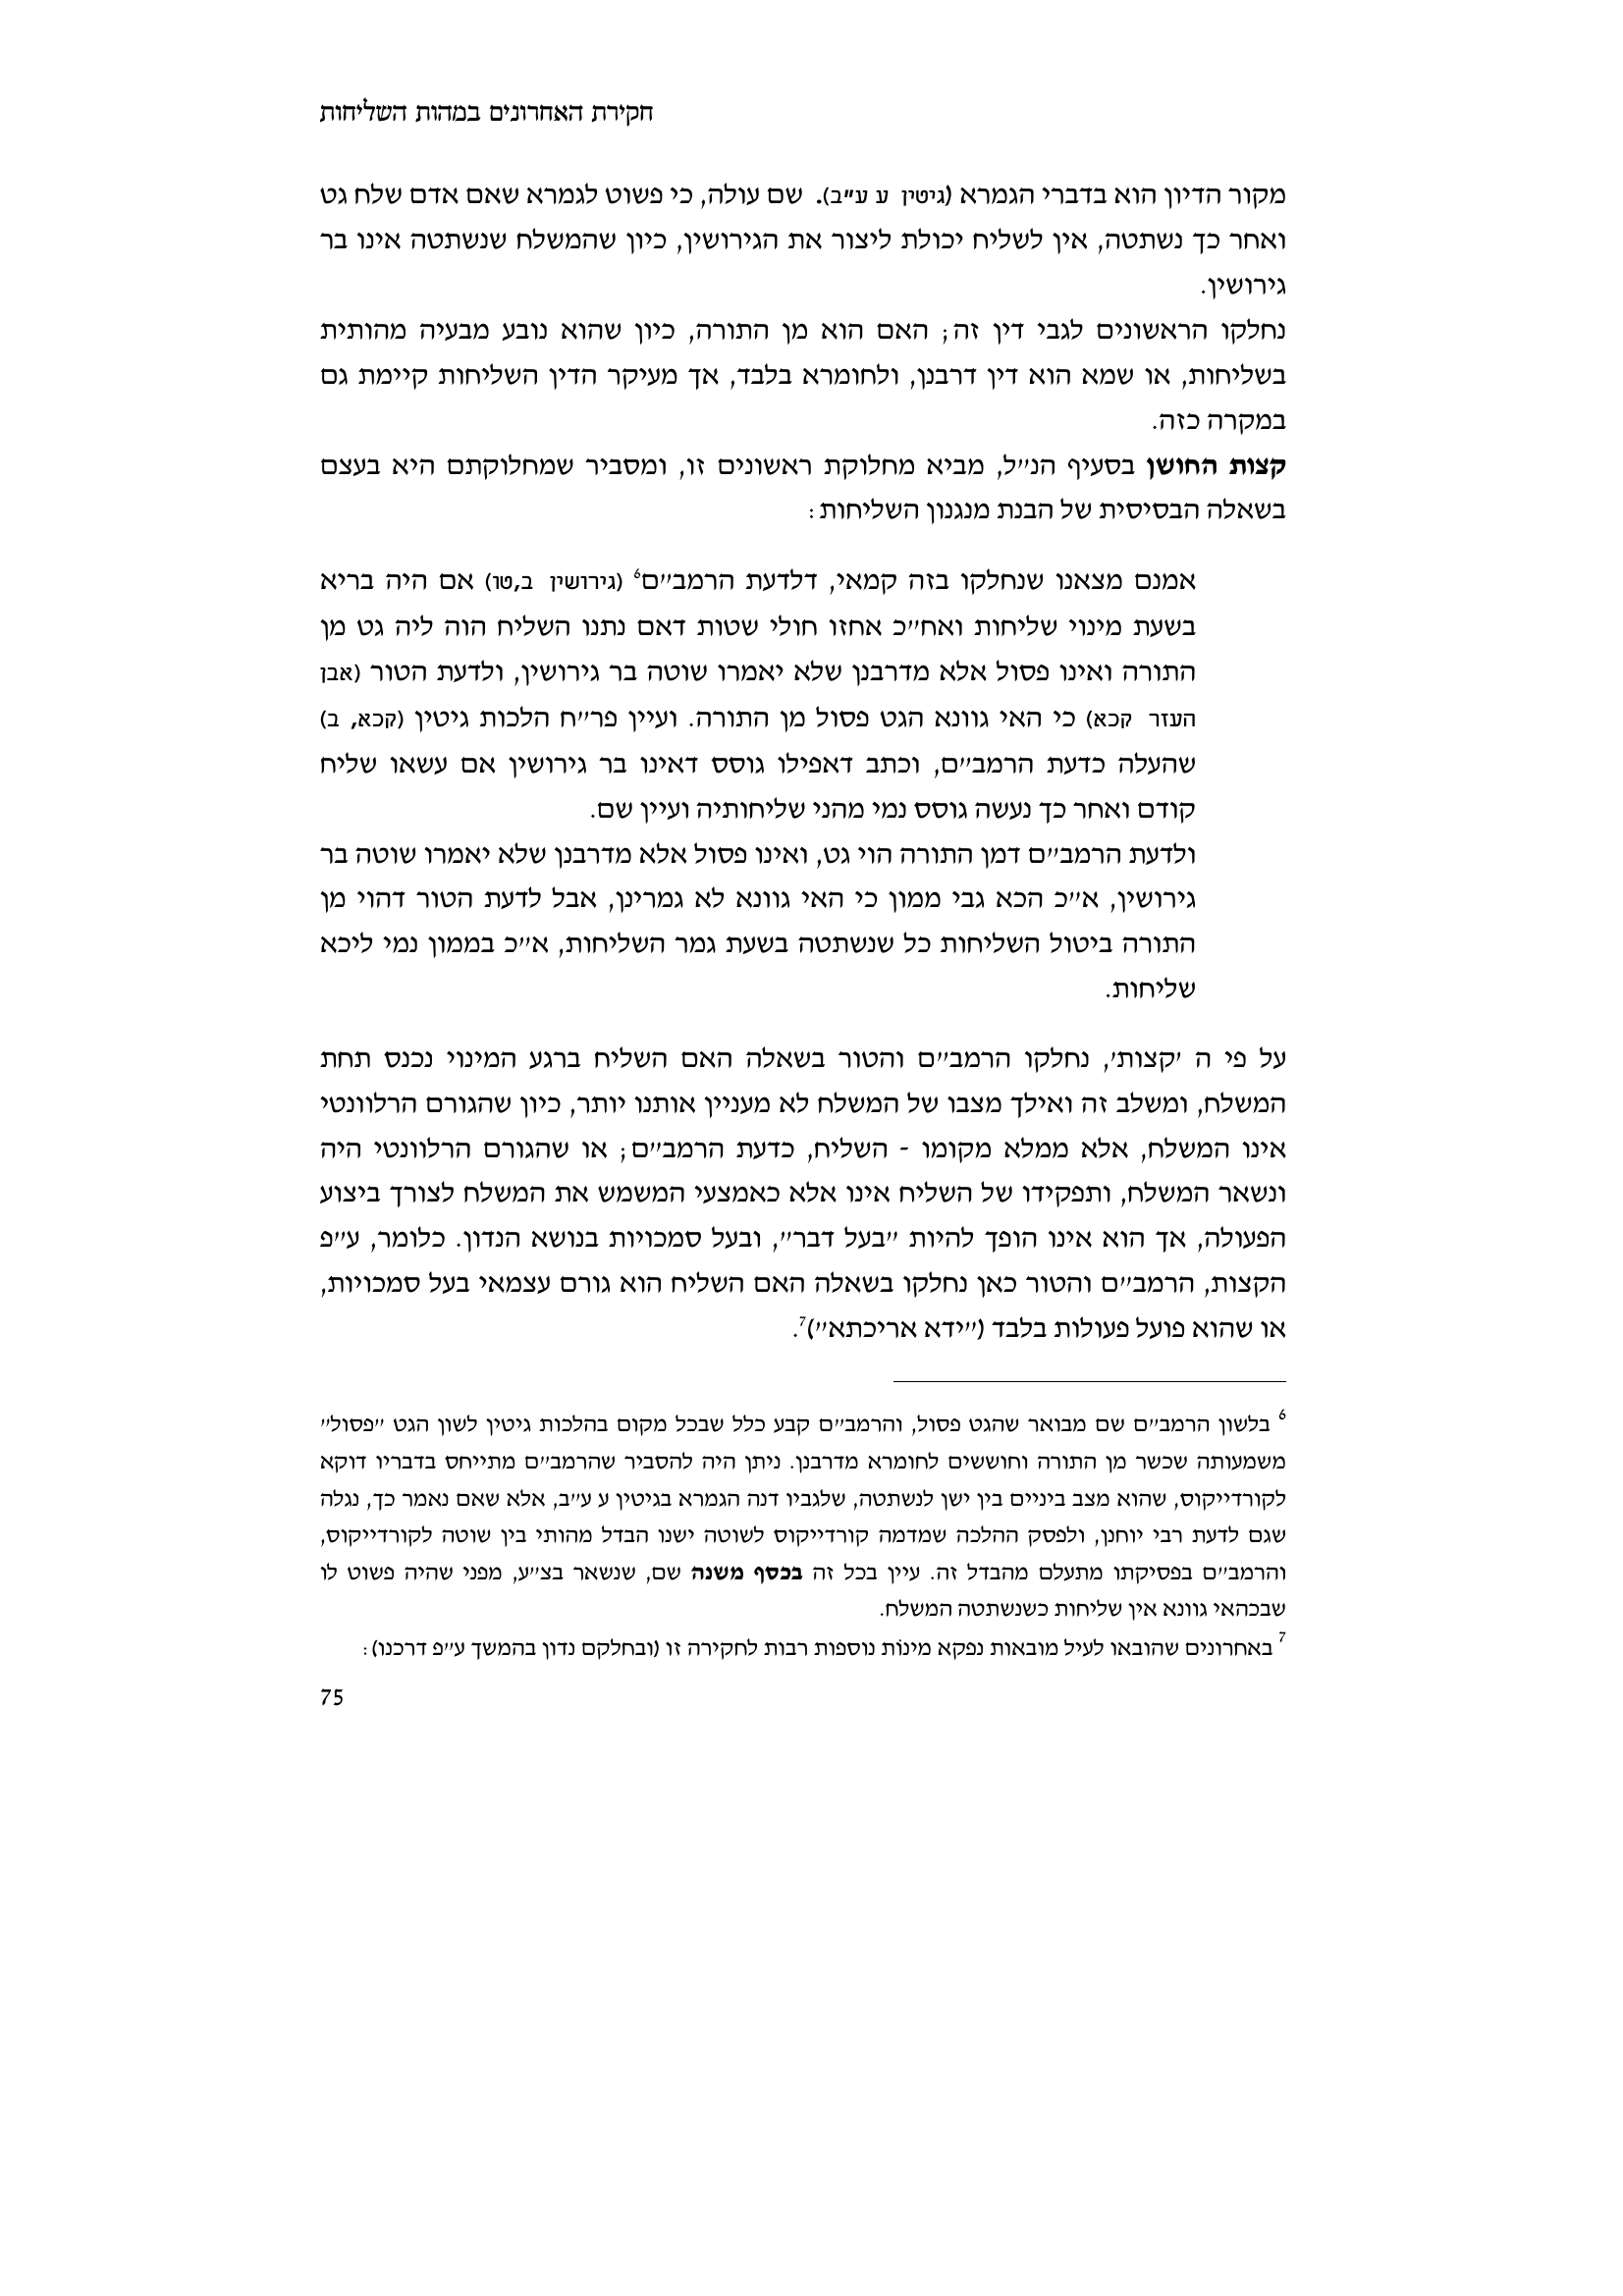 חקירת האחרונים במהות השליחות
מקור הדיון הוא בדברי הגמרא (גיטין ע ע"ב). שם עולה, כי פשוט לגמרא שאם אדם שלח גט
ואחר כך נשתטה, אין לשליח יכולת ליצור את הגירושין, כיון שהמשלח שנשתטה אינו בר
גירושין.
נחלקו הראשונים לגבי דין זה; האם הוא מן התורה, כיון שהוא נובע מבעיה מהותית
בשליחות, או שמא הוא דין דרבנן, ולחומרא בלבד, אך מעיקר הדין השליחות קיימת גם
במקרה כזה.
קצות החושן בסעיף הנ"ל, מביא מחלוקת ראשונים זו, ומסביר שמחלוקתם היא בעצם
בשאלה הבסיסית של הבנת מנגנון השליחות:
אמנם מצאנו שנחלקו בזה קמאי, דלדעת הרמב"ם6 (גירושין ב,טו) אם היה בריא
בשעת מינוי שליחות ואח"כ אחזו חולי שטות דאם נתנו השליח הוה ליה גט מן
התורה ואינו פסול אלא מדרבנן שלא יאמרו שוטה בר גירושין, ולדעת הטור (אבן
העזר קכא) כי האי גוונא הגט פסול מן התורה. ועיין פר"ח הלכות גיטין (קכא, ב)
שהעלה כדעת הרמב"ם, וכתב דאפילו גוסס דאינו בר גירושין אם עשאו שליח
קודם ואחר כך נעשה גוסס נמי מהני שליחותיה ועיין שם.
ולדעת הרמב"ם דמן התורה הוי גט, ואינו פסול אלא מדרבנן שלא יאמרו שוטה בר
גירושין, א"כ הכא גבי ממון כי האי גוונא לא גמרינן, אבל לדעת הטור דהוי מן
התורה ביטול השליחות כל שנשתטה בשעת גמר השליחות, א"כ בממון נמי ליכא
שליחות.
על פי ה 'קצות', נחלקו הרמב"ם והטור בשאלה האם השליח ברגע המינוי נכנס תחת
המשלח, ומשלב זה ואילך מצבו של המשלח לא מעניין אותנו יותר, כיון שהגורם הרלוונטי
אינו המשלח, אלא ממלא מקומו - השליח, כדעת הרמב"ם; או שהגורם הרלוונטי היה
ונשאר המשלח, ותפקידו של השליח אינו אלא כאמצעי המשמש את המשלח לצורך ביצוע
הפעולה, אך הוא אינו הופך להיות "בעל דבר", ובעל סמכויות בנושא הנדון. כלומר, ע"פ
הקצות, הרמב"ם והטור כאן נחלקו בשאלה האם השליח הוא גורם עצמאי בעל סמכויות,
או שהוא פועל פעולות בלבד ("ידא אריכתא")7.
6 בלשון הרמב"ם שם מבואר שהגט פסול, והרמב"ם קבע כלל שבכל מקום בהלכות גיטין לשון הגט "פסול"
משמעותה שכשר מן התורה וחוששים לחומרא מדרבנן. ניתן היה להסביר שהרמב"ם מתייחס בדבריו דוקא
לקורדייקוס, שהוא מצב ביניים בין ישן לנשתטה, שלגביו דנה הגמרא בגיטין ע ע"ב, אלא שאם נאמר כך, נגלה
שגם לדעת רבי יוחנן, ולפסק ההלכה שמדמה קורדייקוס לשוטה ישנו הבדל מהותי בין שוטה לקורדייקוס,
והרמב"ם בפסיקתו מתעלם מהבדל זה. עיין בכל זה בכסף משנה שם, שנשאר בצ"ע, מפני שהיה פשוט לו
שבכהאי גוונא אין שליחות כשנשתטה המשלח.
7 באחרונים שהובאו לעיל מובאות נפקא מינוֹת נוספות רבות לחקירה זו (ובחלקם נדון בהמשך ע"פ דרכנו):
75